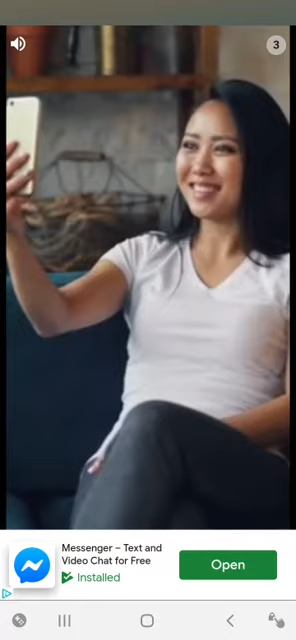 3
Messenger – Text and
Video Chat for Free
Installed
Open